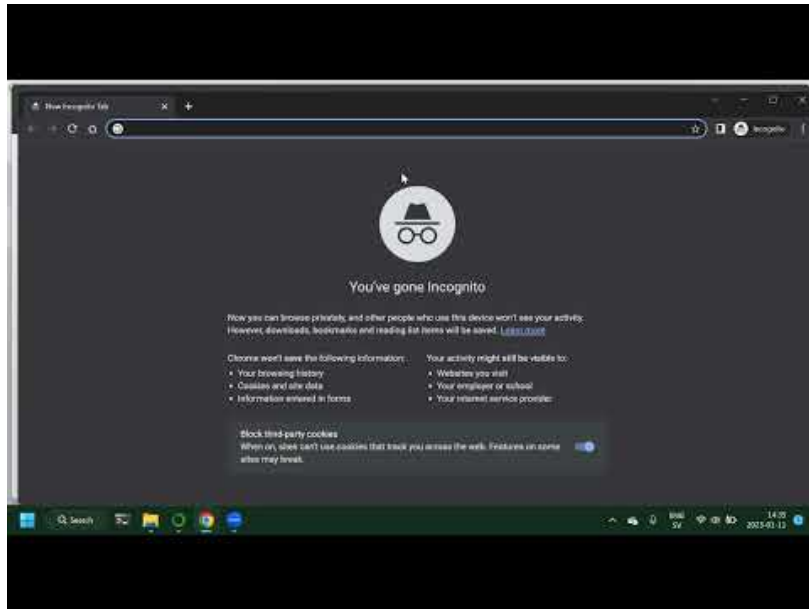 New Incognito Tab
Incognito
You've gone Incognito
Now you can browse privately, and other people who use this device won't see your activity.
However, downloads, bookmarks and reading list items will be saved. Learn more
Chrome won't save the following information:
• Your browsing history
• Cookies and site data
• Information entered in forms
Your activity might still be visible to:
• Websites you visit
• Your employer or school
• Your internet service provider
Block third-party cookies
When on, sites can't use cookies that track you across the web. Features on some
sites may break.
Search
ENG
SV
14:35